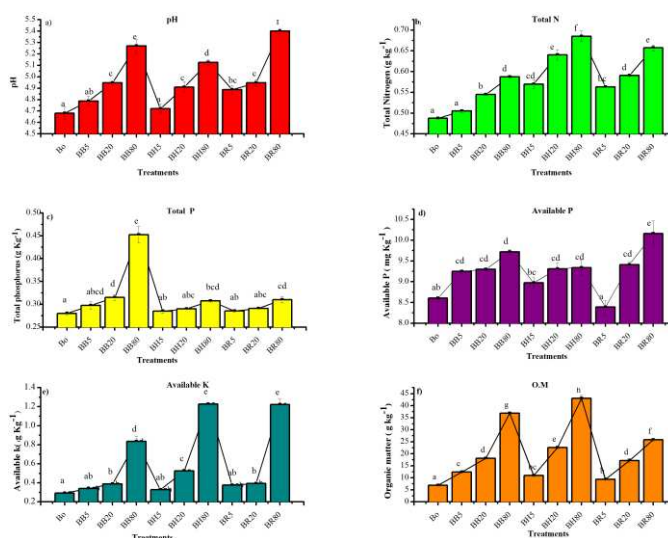 a)
pH
pH
5.4
5.3
5.2
5.1
5.0
4.9
4.8
4.7
4.6
4.5
a
ab
c
e
a
c
d
bc
c
Bo
BB5
BB20
BB80
BH5
BH20
BH80
BR5
BR20
BR80
Treatments
b)
Total N
Total Nitrogen (g kg-1)
0.70
0.65
0.60
0.55
0.50
0.45
a
a
b
d
c
e
f
bc
d
e
Bo
BB5
BB20
BB80
BH5
BH20
BH80
BR5
BR20
BR80
Treatments
c)
Total P
Total phosphorus (g Kg-1)
0.50
0.45
0.35
0.30
0.25
a
abcd
d
e
ab
abc
bcd
ab
abc
cd
Bo
BB5
BB20
BB80
BH5
BH20
BH80
BR5
BR20
BR80
Treatments
d)
Available P
Available P ( mg Kg-1)
10.5
10.0
9.5
9.0
8.5
8.0
ab
cd
cd
d
bc
cd
cd
a
cd
e
Bo
BB5
BB20
BB80
BH5
BH20
BH80
BR5
BR20
BR80
Treatments
e)
Available K
Available k(.g Kg-1)
1.4
1.2
1.0
0.8
0.6
0.4
0.2
a
ab
b
d
ab
c
e
ab
b
e
Bo
BB5
BB20
BB80
BH5
BH20
BH80
BR5
BR20
BR80
Treatments
f)
O.M
Organic matter ( g kg-1)
45
40
35
30
25
20
15
10
5
0
a
c
d
g
bc
e
d
f
Bo
BB5
BB20
BB80
BH5
BH20
BH80
BR5
BR20
BR80
Treatments